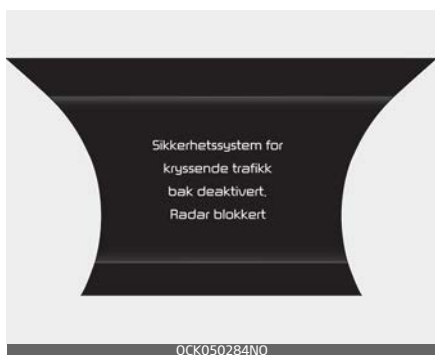 Sikkerhetssystem for
kryssende trafikk
bak deaktivert.
Radar blokkert
OCK050284NO